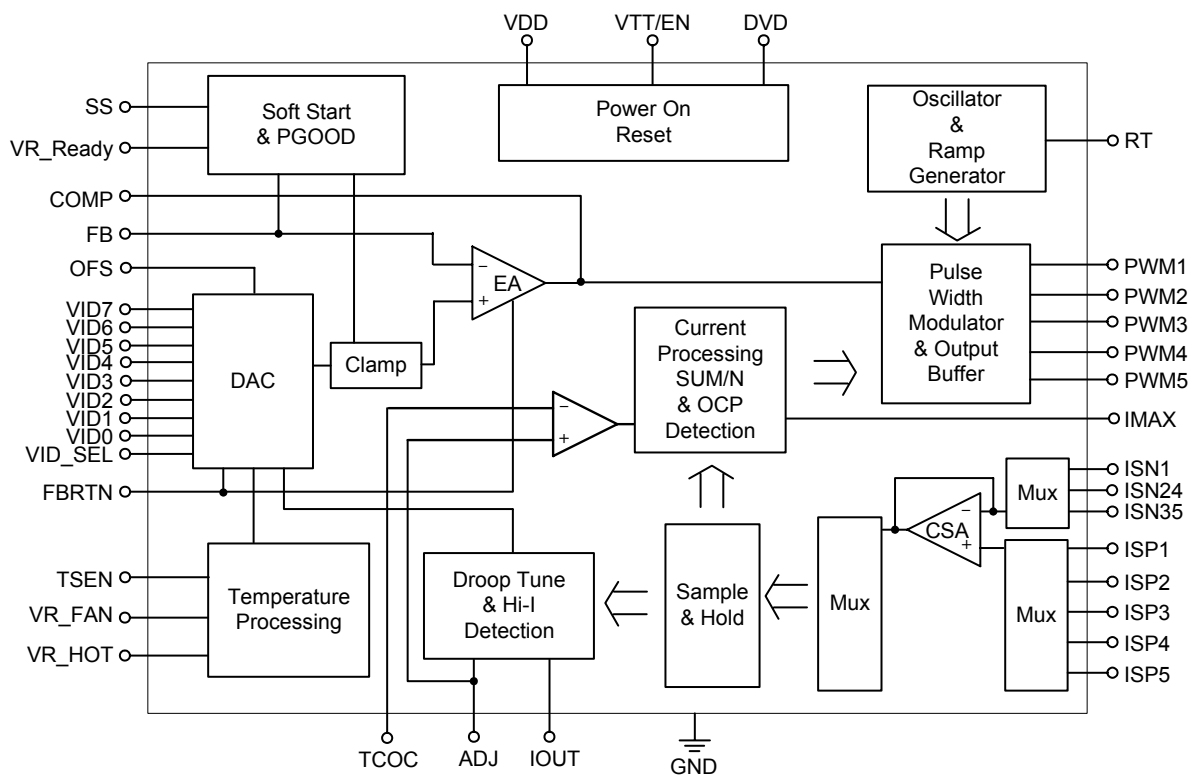 VDD
VTT/EN
DVD
SS
VR_Ready
COMP
FB
OFS
VID7
VID6
VID5
VID4
VID3
VID2
VID1
VID0
VID_SEL
FBRTN
TSEN
VR_FAN
VR_HOT
Soft Start
& PGOOD
Power On
Reset
Oscillator
&
Ramp
Generator
RT
−
EA
+
DAC
Clamp
Current
Processing
SUM/N
& OCP
Detection
Pulse
Width
Modulator
& Output
Buffer
PWM1
PWM2
PWM3
PWM4
PWM5
IMAX
−
+
ISN1
ISN24
ISN35
Mux
−
CSA
+
ISP1
ISP2
ISP3
ISP4
ISP5
Mux
Mux
Sample
& Hold
Droop Tune
& Hi-I
Detection
Temperature
Processing
TCOC
ADJ
IOUT
GND